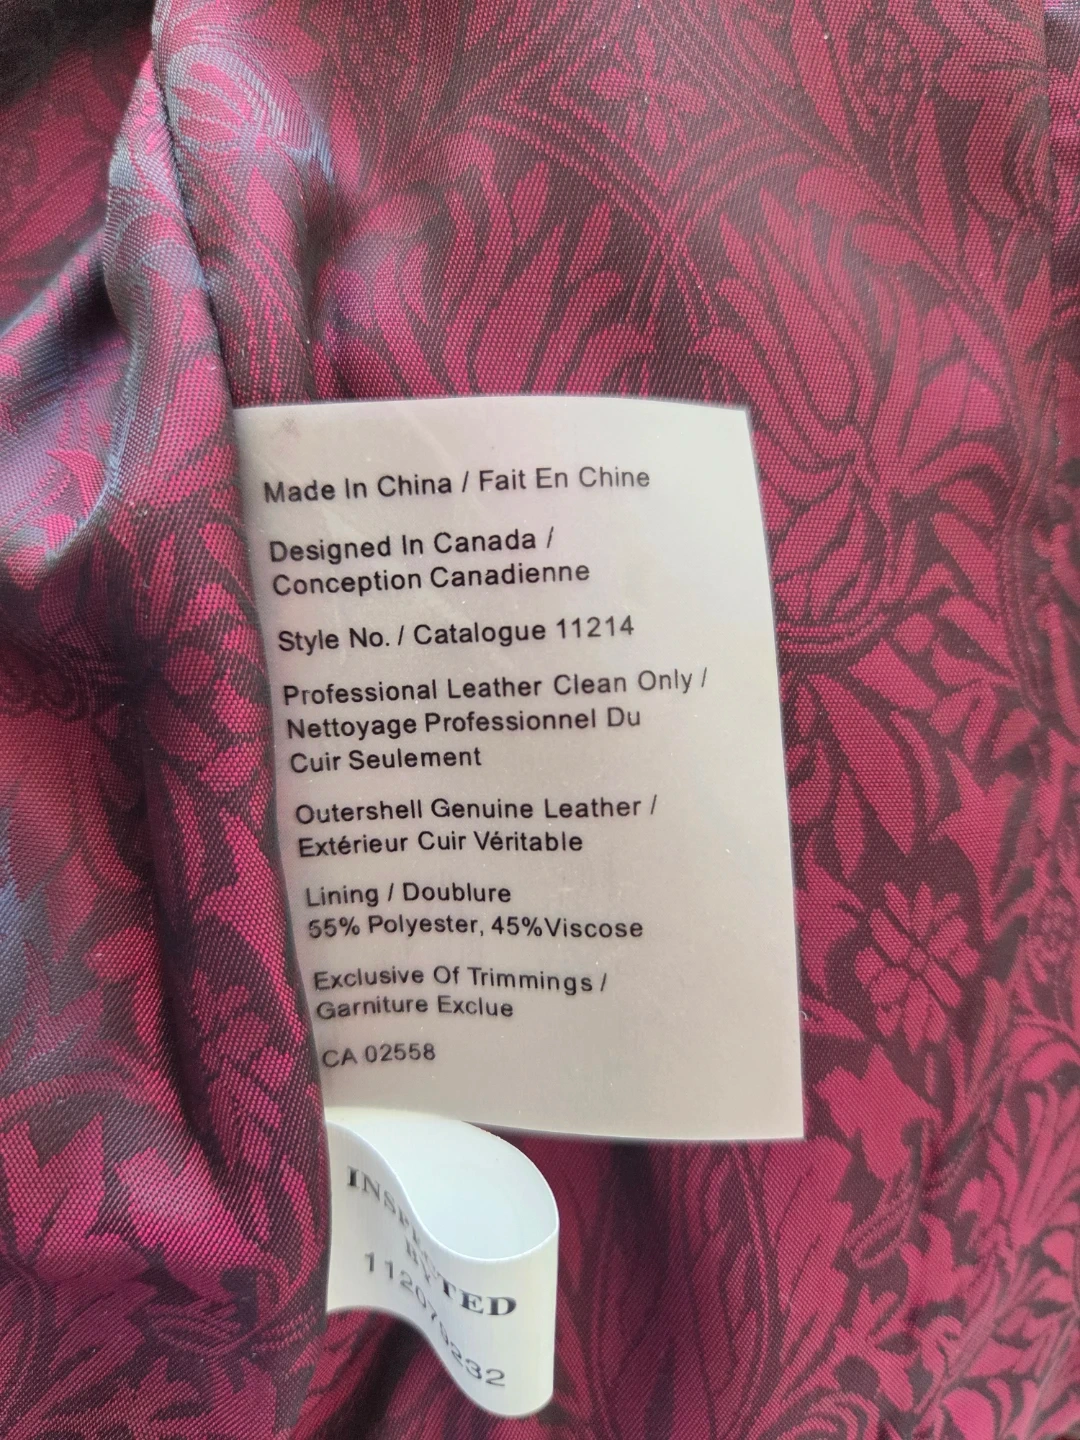 Made In China / Fait En Chine
Designed In Canada /
Conception Canadienne
Style No. / Catalogue 11214
Professional Leather Clean Only /
Nettoyage Professionnel Du
Cuir Seulement
Outershell Genuine Leather /
Extérieur Cuir Véritable
Lining / Doublure
55% Polyester, 45%Viscose
Exclusive Of Trimmings /
Garniture Exclue
CA 02558
BY